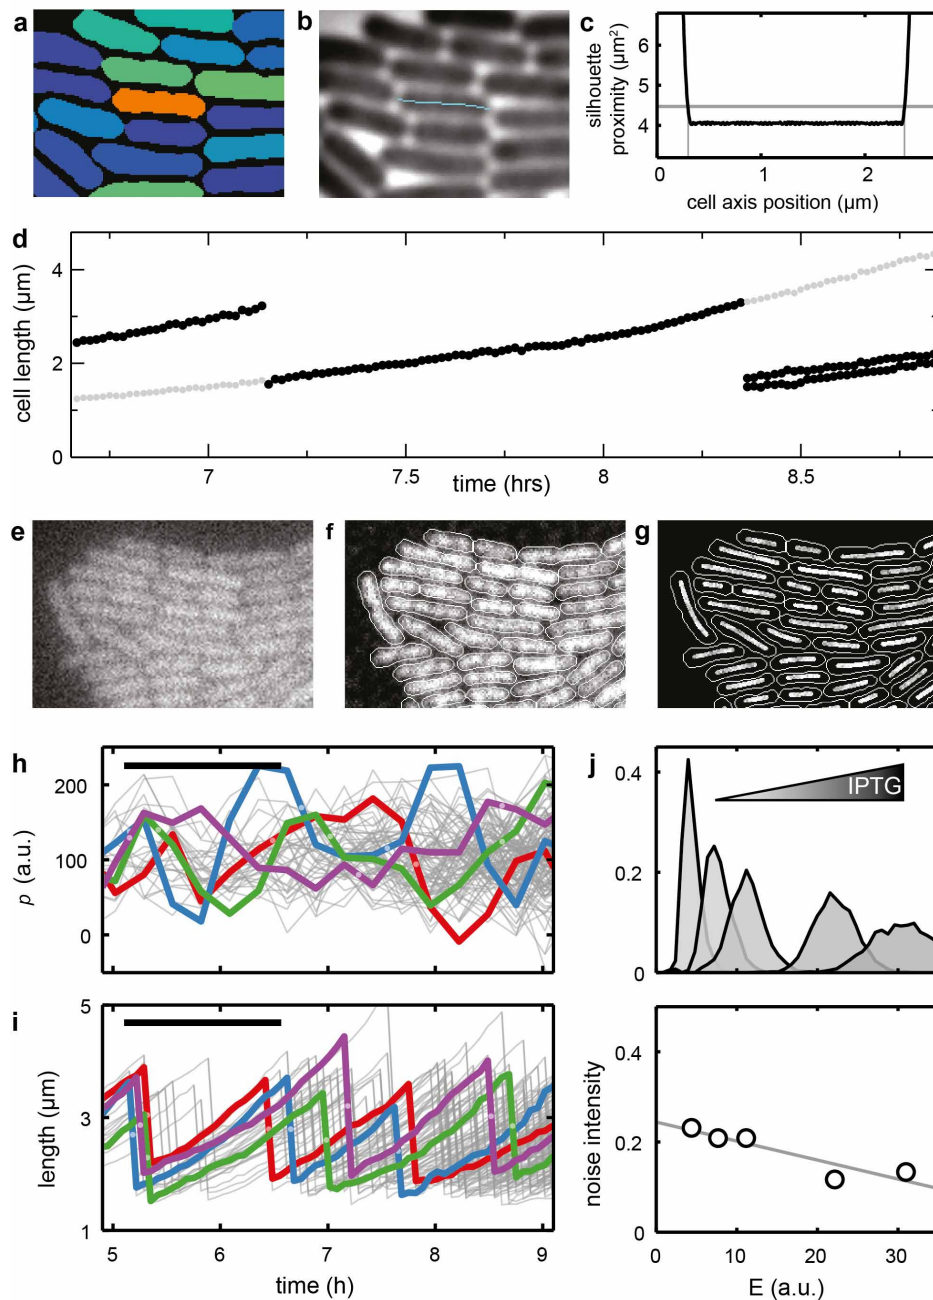 a
b
c
silhouette
proximity (µm²)
6
5
4
0
1
2
cell axis position (µm)
d
cell length (µm)
4
2
0
7
7.5
8
8.5
time (hrs)
e
f
g
h
p (a.u.)
200
100
0
i
length (µm)
5
3
1
4.9
6
7
8
9
time (h)
j
IPTG
0.4
0.2
0
noise intensity
0.4
0.2
0
0
10
20
30
E (a.u.)